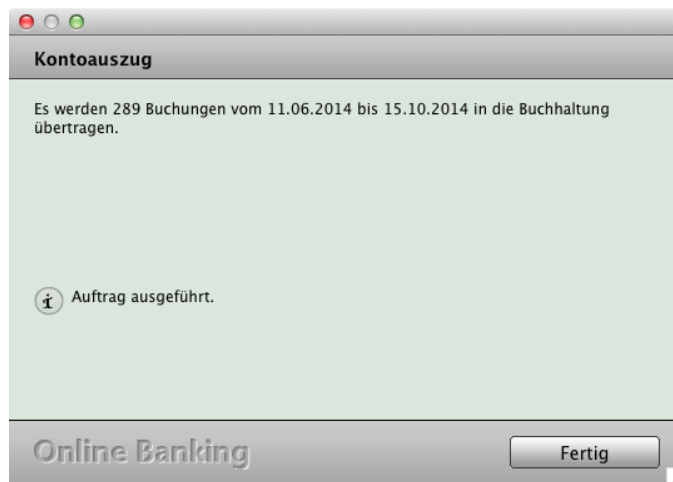 Kontoauszug
Es werden 289 Buchungen vom 11.06.2014 bis 15.10.2014 in die Buchhaltung
übertragen.
Auftrag ausgeführt.
Online Banking
Fertig